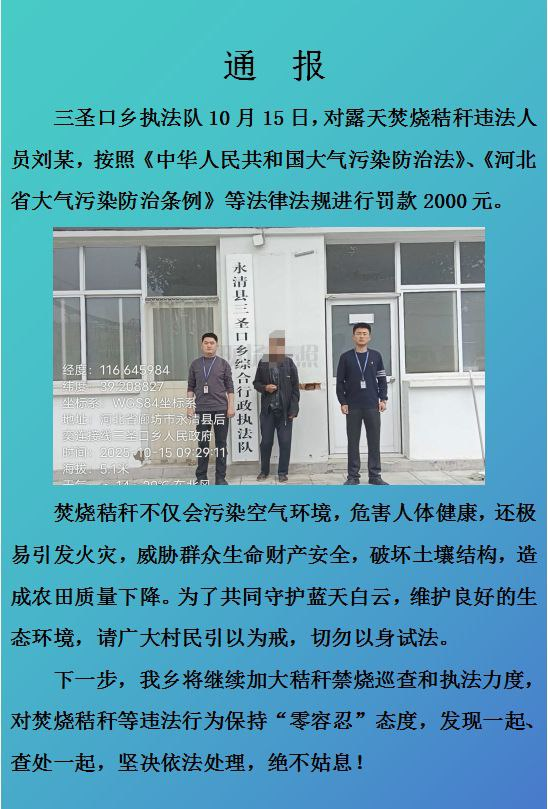 通 报
三圣口乡执法队10月15日，对露天焚烧秸秆违法人
员刘某，按照《中华人民共和国大气污染防治法》、《河北
省大气污染防治条例》等法律法规进行罚款2000元。
永清县三圣口乡综合行政执法队
经度：116.645984
纬度：39.208827
坐标系：WGS84坐标系
地址：河北省廊坊市永清县后
奕连接线三圣口乡人民政府
时间：2025-10-15 09:29:11
海拔：5.1米
焚烧秸秆不仅会污染空气环境，危害人体健康，还极
易引发火灾，威胁群众生命财产安全，破坏土壤结构，造
成农田质量下降。为了共同守护蓝天白云，维护良好的生
态环境，请广大村民引以为戒，切勿以身试法。
下一步，我乡将继续加大秸秆禁烧巡查和执法力度，
对焚烧秸秆等违法行为保持“零容忍”态度，发现一起、
查处一起，坚决依法处理，绝不姑息！